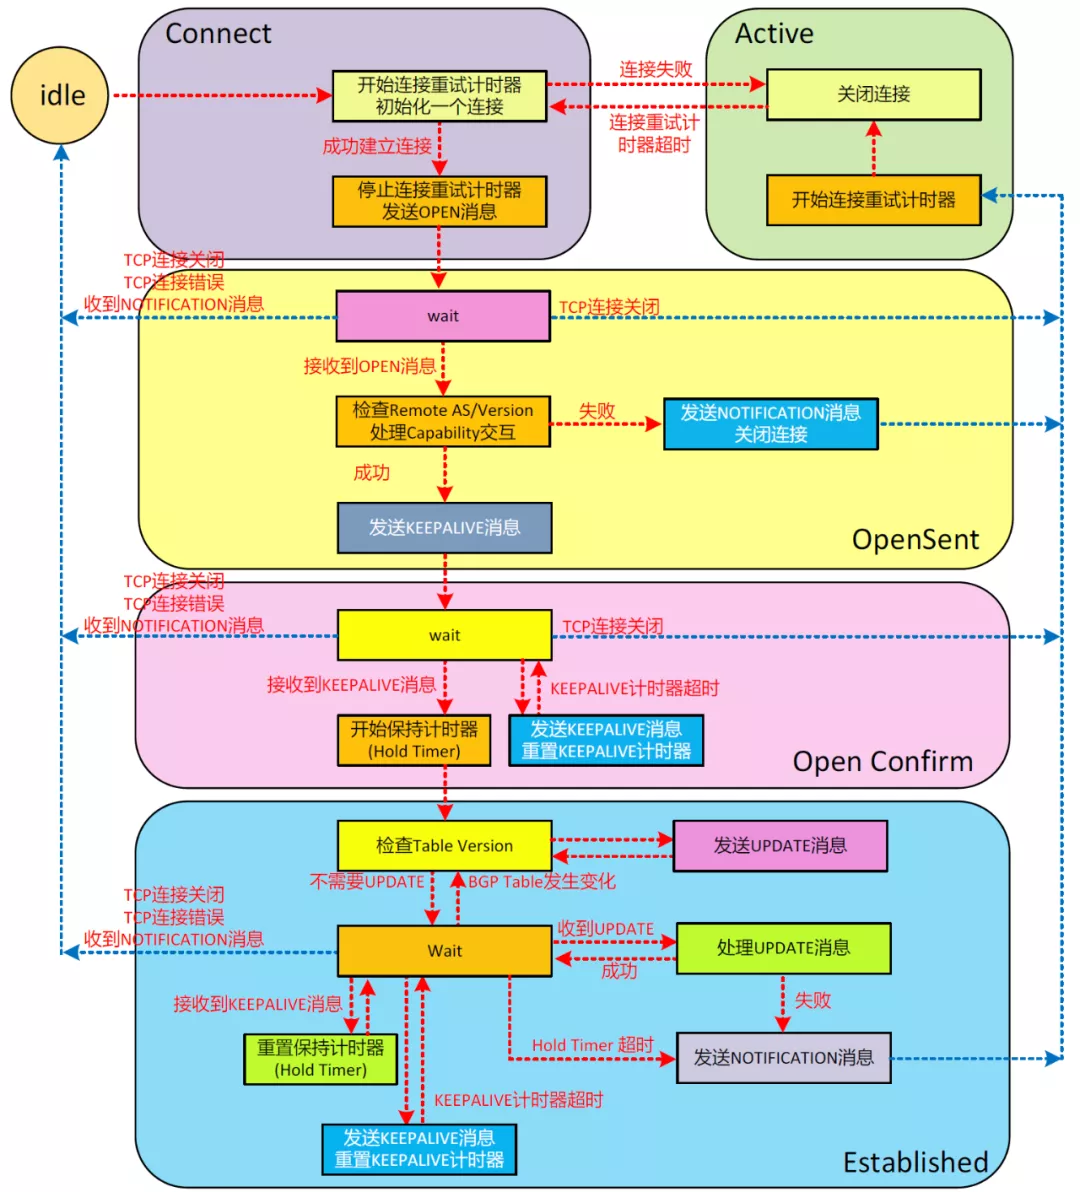 Connect
Active
idle
开始连接重试计时器
初始化一个连接
连接失败
关闭连接
连接重试计
时器超时
成功建立连接
停止连接重试计时器
发送OPEN消息
开始连接重试计时器
TCP连接关闭
TCP连接错误
收到NOTIFICATION消息
wait
TCP连接关闭
接收到OPEN消息
检查Remote AS/Version
处理Capability交互
失败
发送NOTIFICATION消息
关闭连接
成功
发送KEEPALIVE消息
OpenSent
TCP连接关闭
TCP连接错误
收到NOTIFICATION消息
wait
TCP连接关闭
接收到KEEPALIVE消息
KEEPALIVE计时器超时
开始保持计时器
(Hold Timer)
发送KEEPALIVE消息
重置KEEPALIVE计时器
Open Confirm
检查Table Version
发送UPDATE消息
不需要UPDATE
BGP Table发生变化
TCP连接关闭
TCP连接错误
收到NOTIFICATION消息
Wait
收到UPDATE
处理UPDATE消息
成功
失败
接收到KEEPALIVE消息
重置保持计时器
(Hold Timer)
Hold Timer 超时
发送NOTIFICATION消息
KEEPALIVE计时器超时
发送KEEPALIVE消息
重置KEEPALIVE计时器
Established